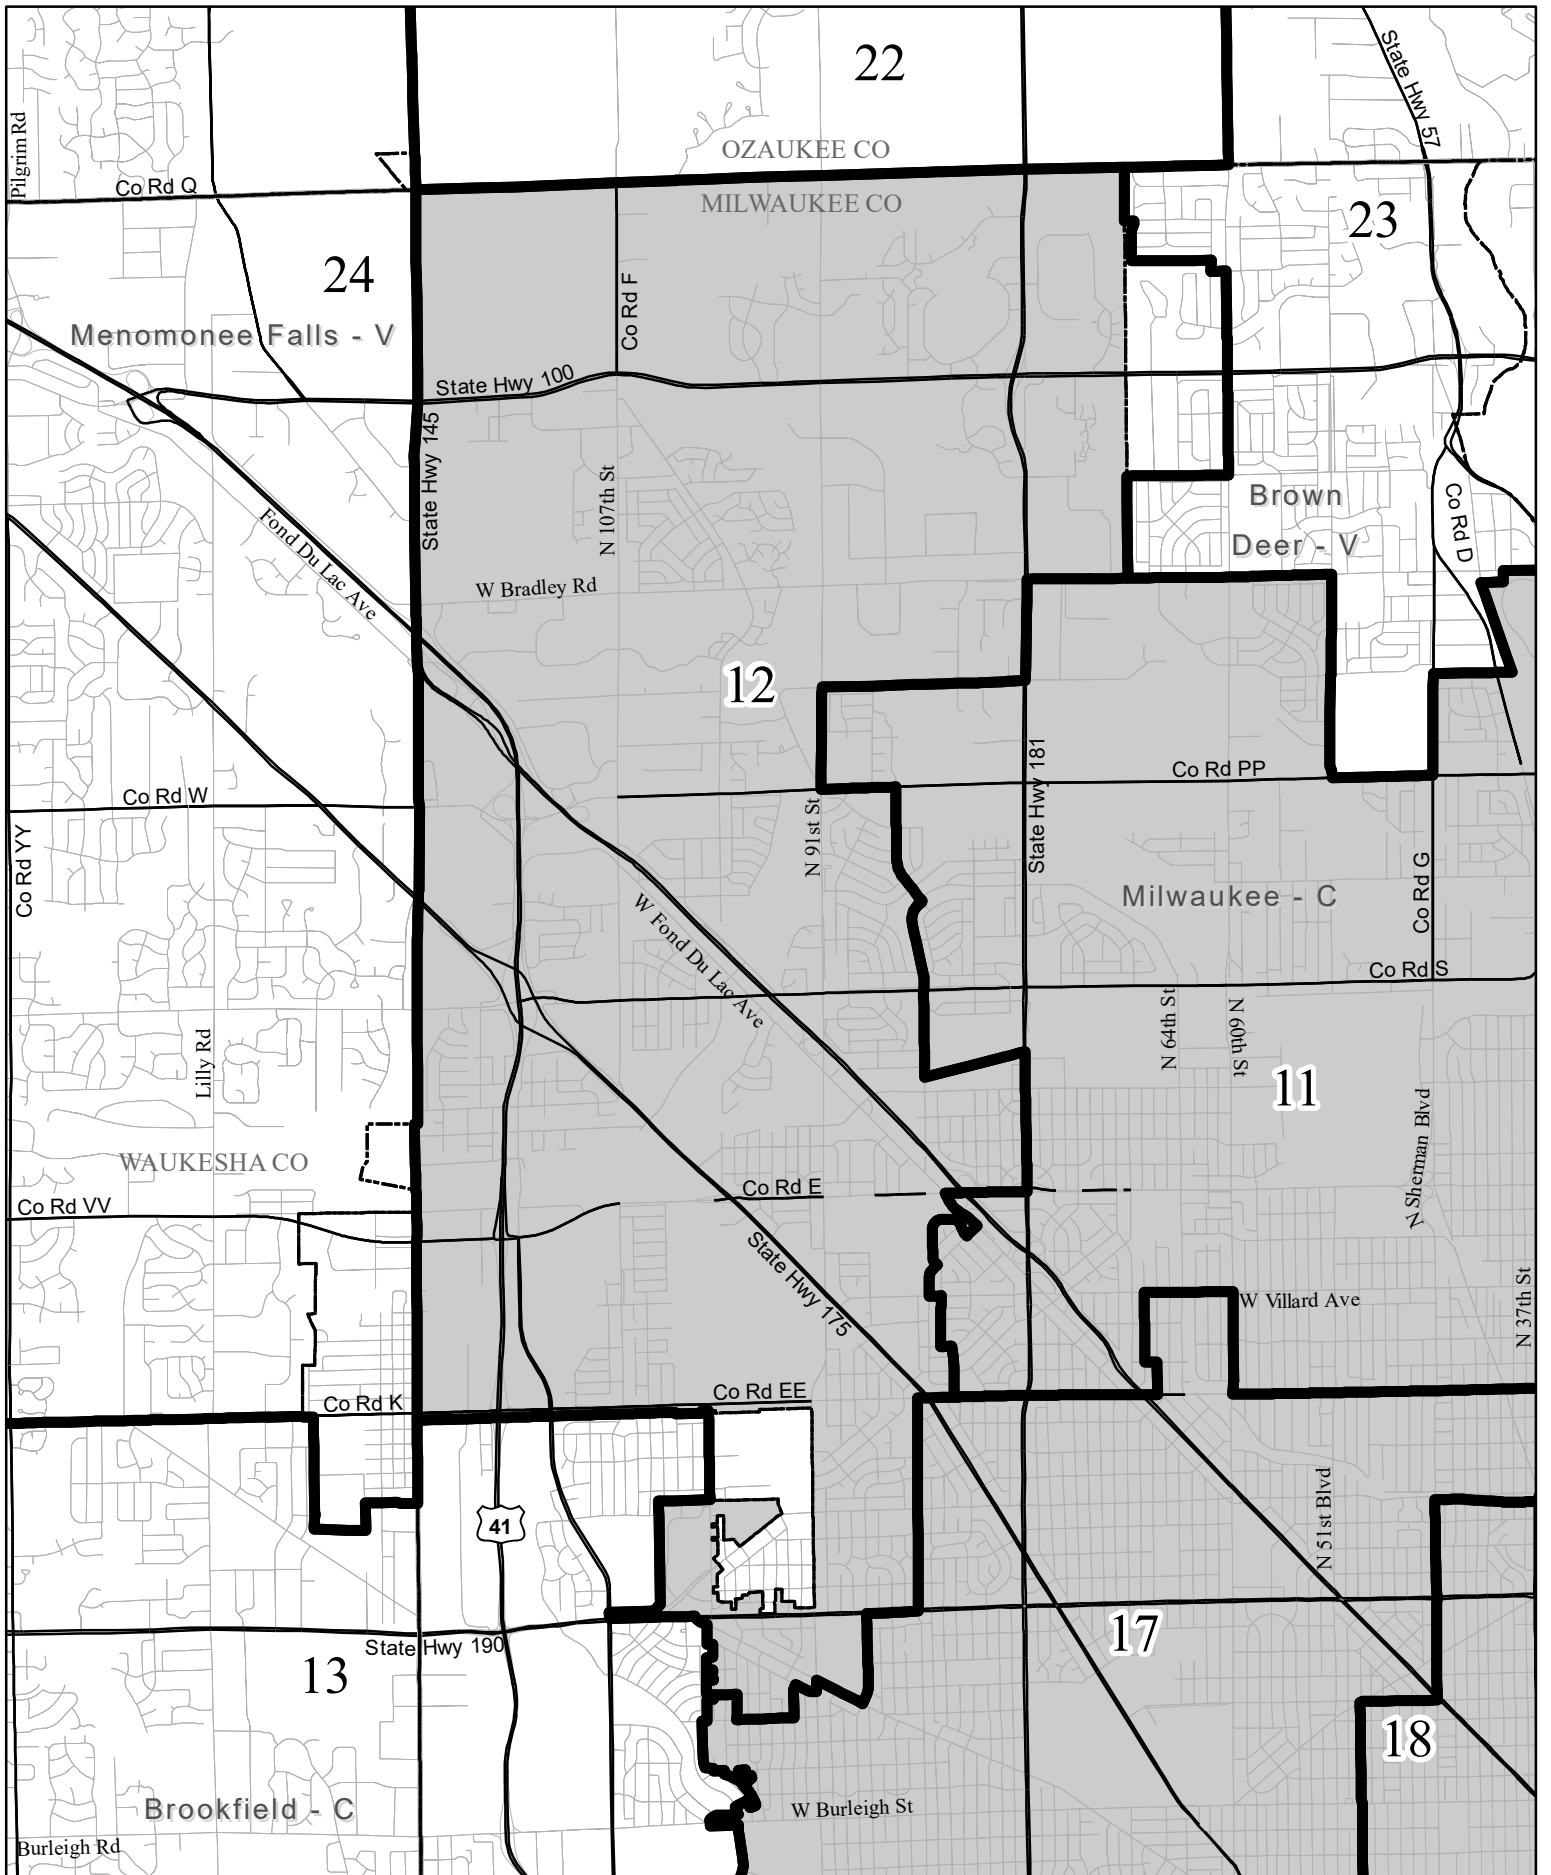 22
State Hwy 57
Pilgrim Rd
OZAUKEE CO
Co Rd Q
MILWAUKEE CO
23
24
Co Rd F
Menomonee Falls - V
State Hwy 100
State Hwy 145
N 107th St
Brown
Deer - V
Co Rd D
Fond Du Lac Ave
W Bradley Rd
12
State Hwy 181
Co Rd PP
Co Rd W
N 91st St
Co Rd YY
Co Rd G
W Fond Du Lac Ave
Milwaukee - C
Co Rd S
N 64th St
N 60th St
Lilly Rd
11
N Sherman Blvd
WAUKESHA CO
Co Rd E
Co Rd VV
State Hwy 175
W Villard Ave
N 37th St
Co Rd EE
Co Rd K
41
N 51st Blvd
State Hwy 190
17
13
18
W Burleigh St
Brookfield - C
Burleigh Rd